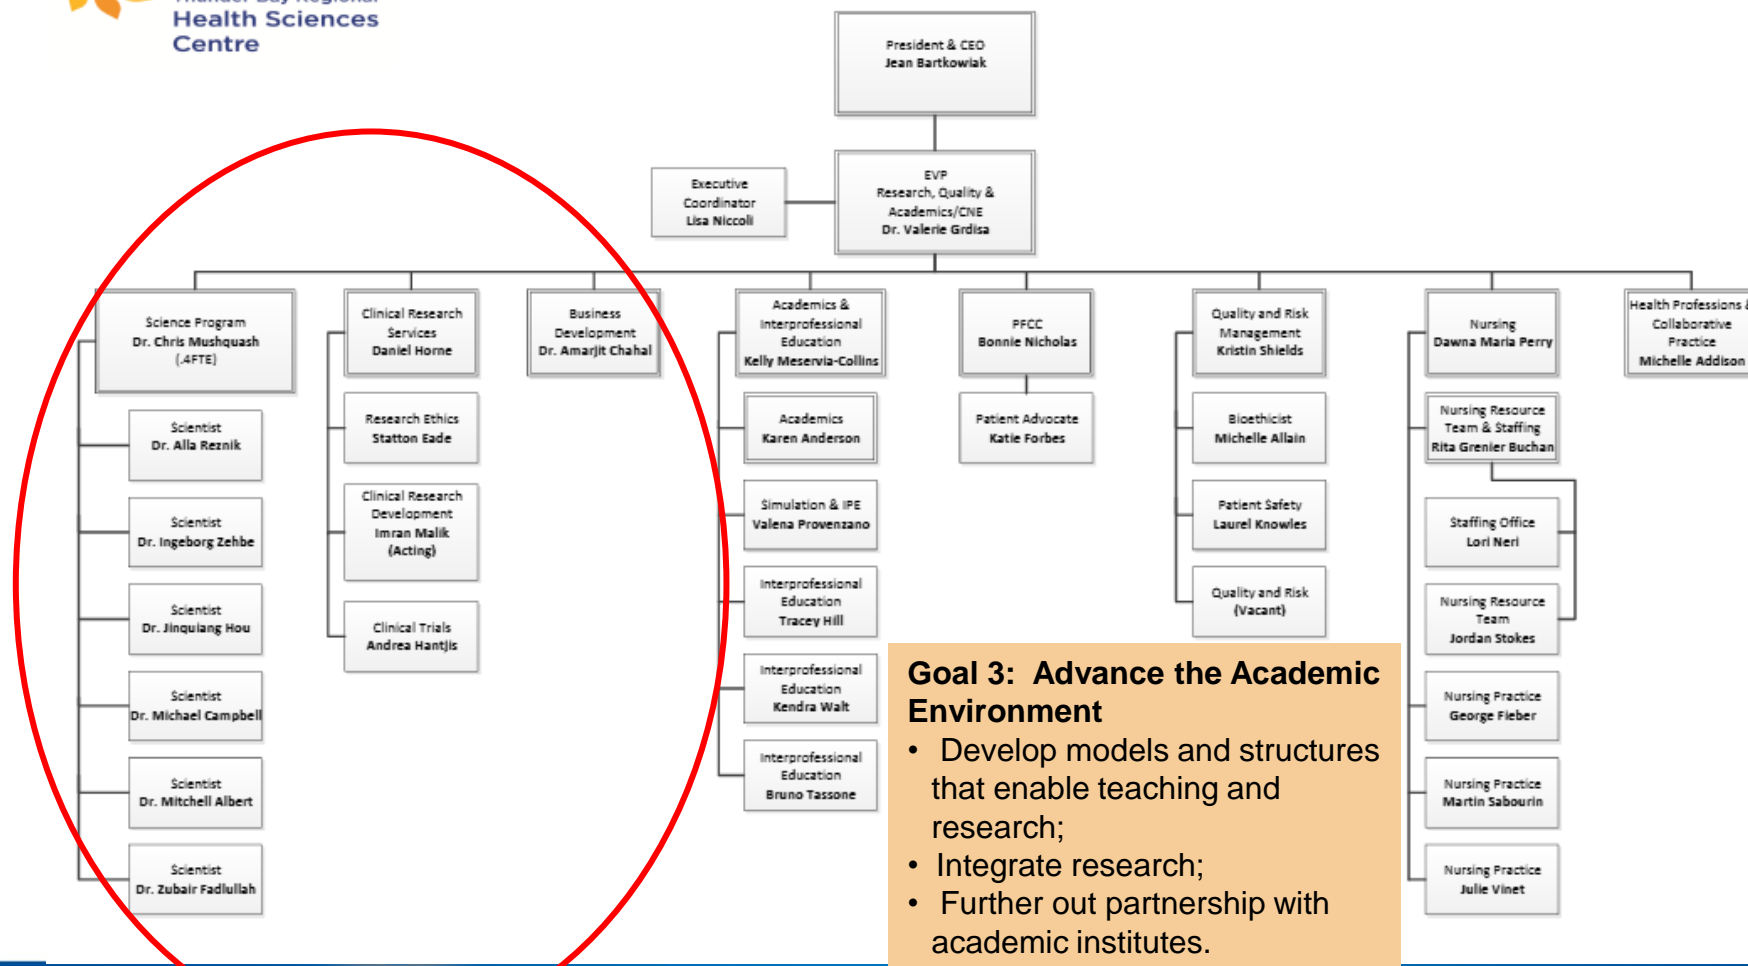 Thunder Bay Regional
Health Sciences
Centre
President & CEO
Jean Bartkowiak
Executive
Coordinator
Lisa Niccoli
EVP
Research, Quality &
Academics/CNE
Dr. Valerie Grdisa
Science Program
Dr. Chris Mushquash
(.4FTE)
Scientist
Dr. Alla Reznik
Scientist
Dr. Ingeborg Zehbe
Scientist
Dr. Jinquiang Hou
Scientist
Dr. Michael Campbell
Scientist
Dr. Mitchell Albert
Scientist
Dr. Zubair Fadlullah
Clinical Research
Services
Daniel Horne
Research Ethics
Statton Eade
Clinical Research
Development
Imran Malik
(Acting)
Clinical Trials
Andrea Hantjis
Business
Development
Dr. Amarjit Chahal
Academics &
Interprofessional
Education
Kelly Meservia-Collins
Academics
Karen Anderson
Simulation & IPE
Valena Provenzano
Interprofessional
Education
Tracey Hill
Interprofessional
Education
Kendra Walt
Interprofessional
Education
Bruno Tassone
PFCC
Bonnie Nicholas
Patient Advocate
Katie Forbes
Quality and Risk
Management
Kristin Shields
Bioethicist
Michelle Allain
Patient Safety
Laurel Knowles
Quality and Risk
(Vacant)
Nursing
Dawna Maria Perry
Nursing Resource
Team & Staffing
Rita Grenier Buchan
Staffing Office
Lori Neri
Nursing Resource
Team
Jordan Stokes
Nursing Practice
George Fieber
Nursing Practice
Martin Sabourin
Nursing Practice
Julie Vinet
Health Professions &
Collaborative
Practice
Michelle Addison
Goal 3: Advance the Academic
Environment
• Develop models and structures
that enable teaching and
research;
• Integrate research;
• Further out partnership with
academic institutes.